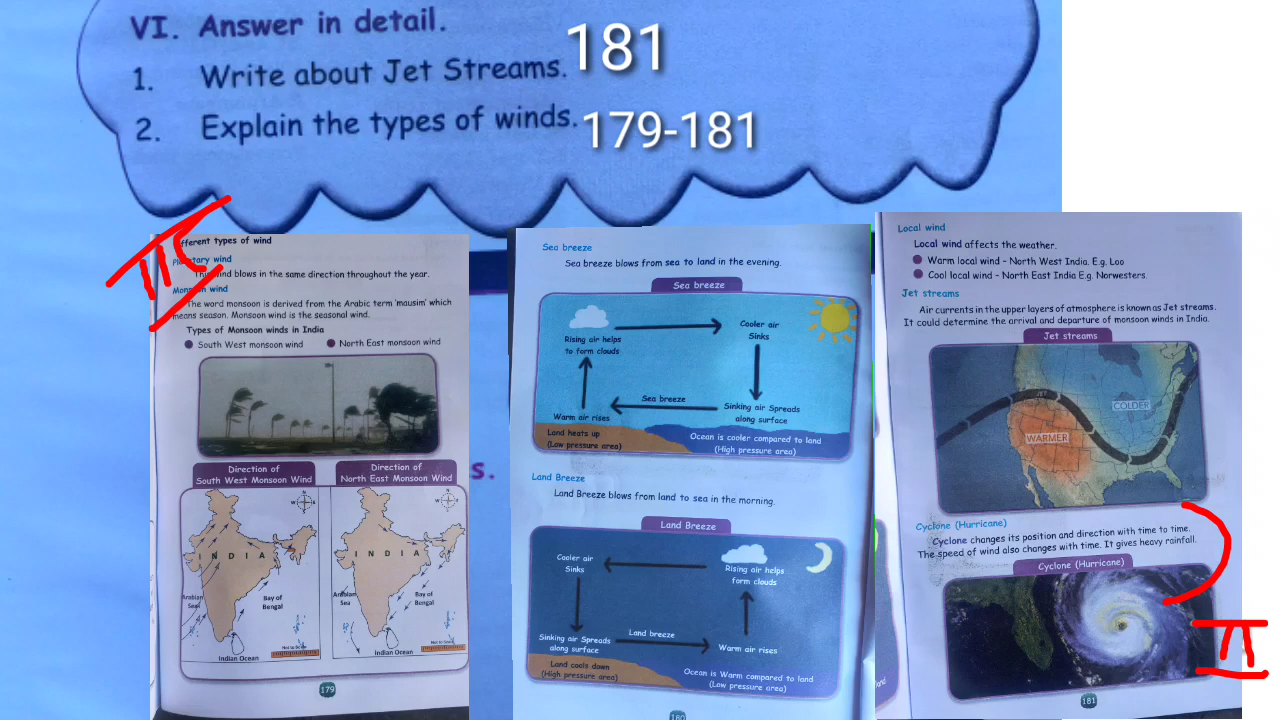 VI. Answer in detail.
1. Write about Jet Streams. 181
2. Explain the types of winds. 179-181
fferent types of wind
Planetary wind
This wind blows in the same direction throughout the year.
Monsoon wind
The word monsoon is derived from the Arabic term 'mausim' which
means season. Monsoon wind is the seasonal wind.
Types of Monsoon winds in India
South West monsoon wind
North East monsoon wind
Direction of
South West Monsoon Wind
Direction of
North East Monsoon Wind
INDIA
Arabian
Sea
Bay of
Bengal
Indian Ocean
Not to Scale
INDIA
Arabian
Sea
Bay of
Bengal
Indian Ocean
Not to Scale
179
Sea breeze
Sea breeze blows from sea to land in the evening.
Sea breeze
Rising air helps
to form clouds
Cooler air
Sinks
Sea breeze
Warm air rises
Sinking air Spreads
along surface
Land heats up
(Low pressure area)
Ocean is cooler compared to land
(High pressure area)
Land Breeze
Land Breeze blows from land to sea in the morning.
Land Breeze
Cooler air
Sinks
Rising air helps
form clouds
Sinking air Spreads
along surface
Land breeze
Warm air rises
Land cools down
(High pressure area)
Ocean is Warm compared to land
(Low pressure area)
180
Local wind
Local wind affects the weather.
Warm local wind - North West India. E.g. Loo
Cool local wind - North East India E.g. Norwesters.
Jet streams
Air currents in the upper layers of atmosphere is known as Jet streams.
It could determine the arrival and departure of monsoon winds in India.
Jet streams
JET
COLDER
WARMER
Cyclone (Hurricane)
Cyclone changes its position and direction with time to time.
The speed of wind also changes with time. It gives heavy rainfall.
Cyclone (Hurricane)
181
II